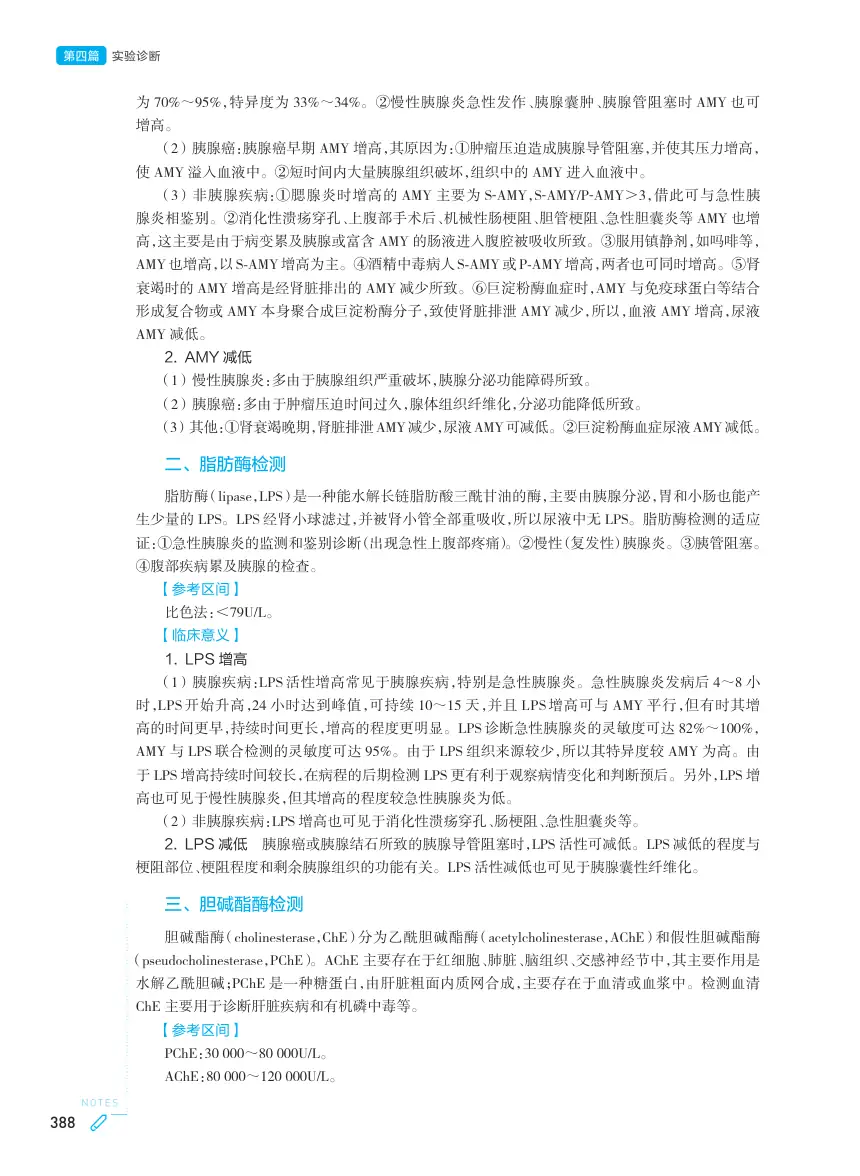 第四篇 实验诊断
为 70%～95%,特异度为 33%～34%。②慢性胰腺炎急性发作、胰腺囊肿、胰腺管阻塞时 AMY 也可
增高。
（2）胰腺癌:胰腺癌早期 AMY 增高,其原因为:①肿瘤压迫造成胰腺导管阻塞,并使其压力增高,
使 AMY 溢入血液中。②短时间内大量胰腺组织破坏,组织中的 AMY 进入血液中。
（3）非胰腺疾病:①腮腺炎时增高的 AMY 主要为 S-AMY,S-AMY/P-AMY＞3,借此可与急性胰
腺炎相鉴别。②消化性溃疡穿孔、上腹部手术后、机械性肠梗阻、胆管梗阻、急性胆囊炎等 AMY 也增
高,这主要是由于病变累及胰腺或富含 AMY 的肠液进入腹腔被吸收所致。③服用镇静剂,如吗啡等,
AMY也增高,以S-AMY增高为主。④酒精中毒病人S-AMY或P-AMY增高,两者也可同时增高。⑤肾
衰竭时的 AMY 增高是经肾脏排出的 AMY 减少所致。⑥巨淀粉酶血症时,AMY 与免疫球蛋白等结合
形成复合物或 AMY 本身聚合成巨淀粉酶分子,致使肾脏排泄 AMY 减少,所以,血液 AMY 增高,尿液
AMY 减低。
2. AMY 减低
（1）慢性胰腺炎:多由于胰腺组织严重破坏,胰腺分泌功能障碍所致。
（2）胰腺癌:多由于肿瘤压迫时间过久,腺体组织纤维化,分泌功能降低所致。
（3）其他:①肾衰竭晚期,肾脏排泄AMY减少,尿液AMY可减低。②巨淀粉酶血症尿液AMY减低。
二、脂肪酶检测
脂肪酶（lipase,LPS）是一种能水解长链脂肪酸三酰甘油的酶,主要由胰腺分泌,胃和小肠也能产
生少量的 LPS。LPS 经肾小球滤过,并被肾小管全部重吸收,所以尿液中无 LPS。脂肪酶检测的适应
证:①急性胰腺炎的监测和鉴别诊断(出现急性上腹部疼痛)。②慢性(复发性)胰腺炎。③胰管阻塞。
④腹部疾病累及胰腺的检查。
【参考区间】
比色法:＜79U/L。
【临床意义】
1. LPS 增高
（1）胰腺疾病:LPS活性增高常见于胰腺疾病,特别是急性胰腺炎。急性胰腺炎发病后 4～8 小
时,LPS开始升高,24 小时达到峰值,可持续 10～15 天,并且 LPS增高可与 AMY 平行,但有时其增
高的时间更早,持续时间更长,增高的程度更明显。LPS诊断急性胰腺炎的灵敏度可达 82%～100%,
AMY 与 LPS 联合检测的灵敏度可达 95%。由于 LPS 组织来源较少,所以其特异度较 AMY 为高。由
于 LPS 增高持续时间较长,在病程的后期检测 LPS 更有利于观察病情变化和判断预后。另外,LPS 增
高也可见于慢性胰腺炎,但其增高的程度较急性胰腺炎为低。
（2）非胰腺疾病:LPS 增高也可见于消化性溃疡穿孔、肠梗阻、急性胆囊炎等。
2. LPS 减低 胰腺癌或胰腺结石所致的胰腺导管阻塞时,LPS 活性可减低。LPS 减低的程度与
梗阻部位、梗阻程度和剩余胰腺组织的功能有关。LPS 活性减低也可见于胰腺囊性纤维化。
三、胆碱酯酶检测
胆碱酯酶（cholinesterase,ChE）分为乙酰胆碱酯酶（acetylcholinesterase,AChE）和假性胆碱酯酶
（pseudocholinesterase,PChE）。AChE 主要存在于红细胞、肺脏、脑组织、交感神经节中,其主要作用是
水解乙酰胆碱;PChE 是一种糖蛋白,由肝脏粗面内质网合成,主要存在于血清或血浆中。检测血清
ChE 主要用于诊断肝脏疾病和有机磷中毒等。
【参考区间】
PChE:30 000～80 000U/L。
AChE:80 000～120 000U/L。
NOTES
388